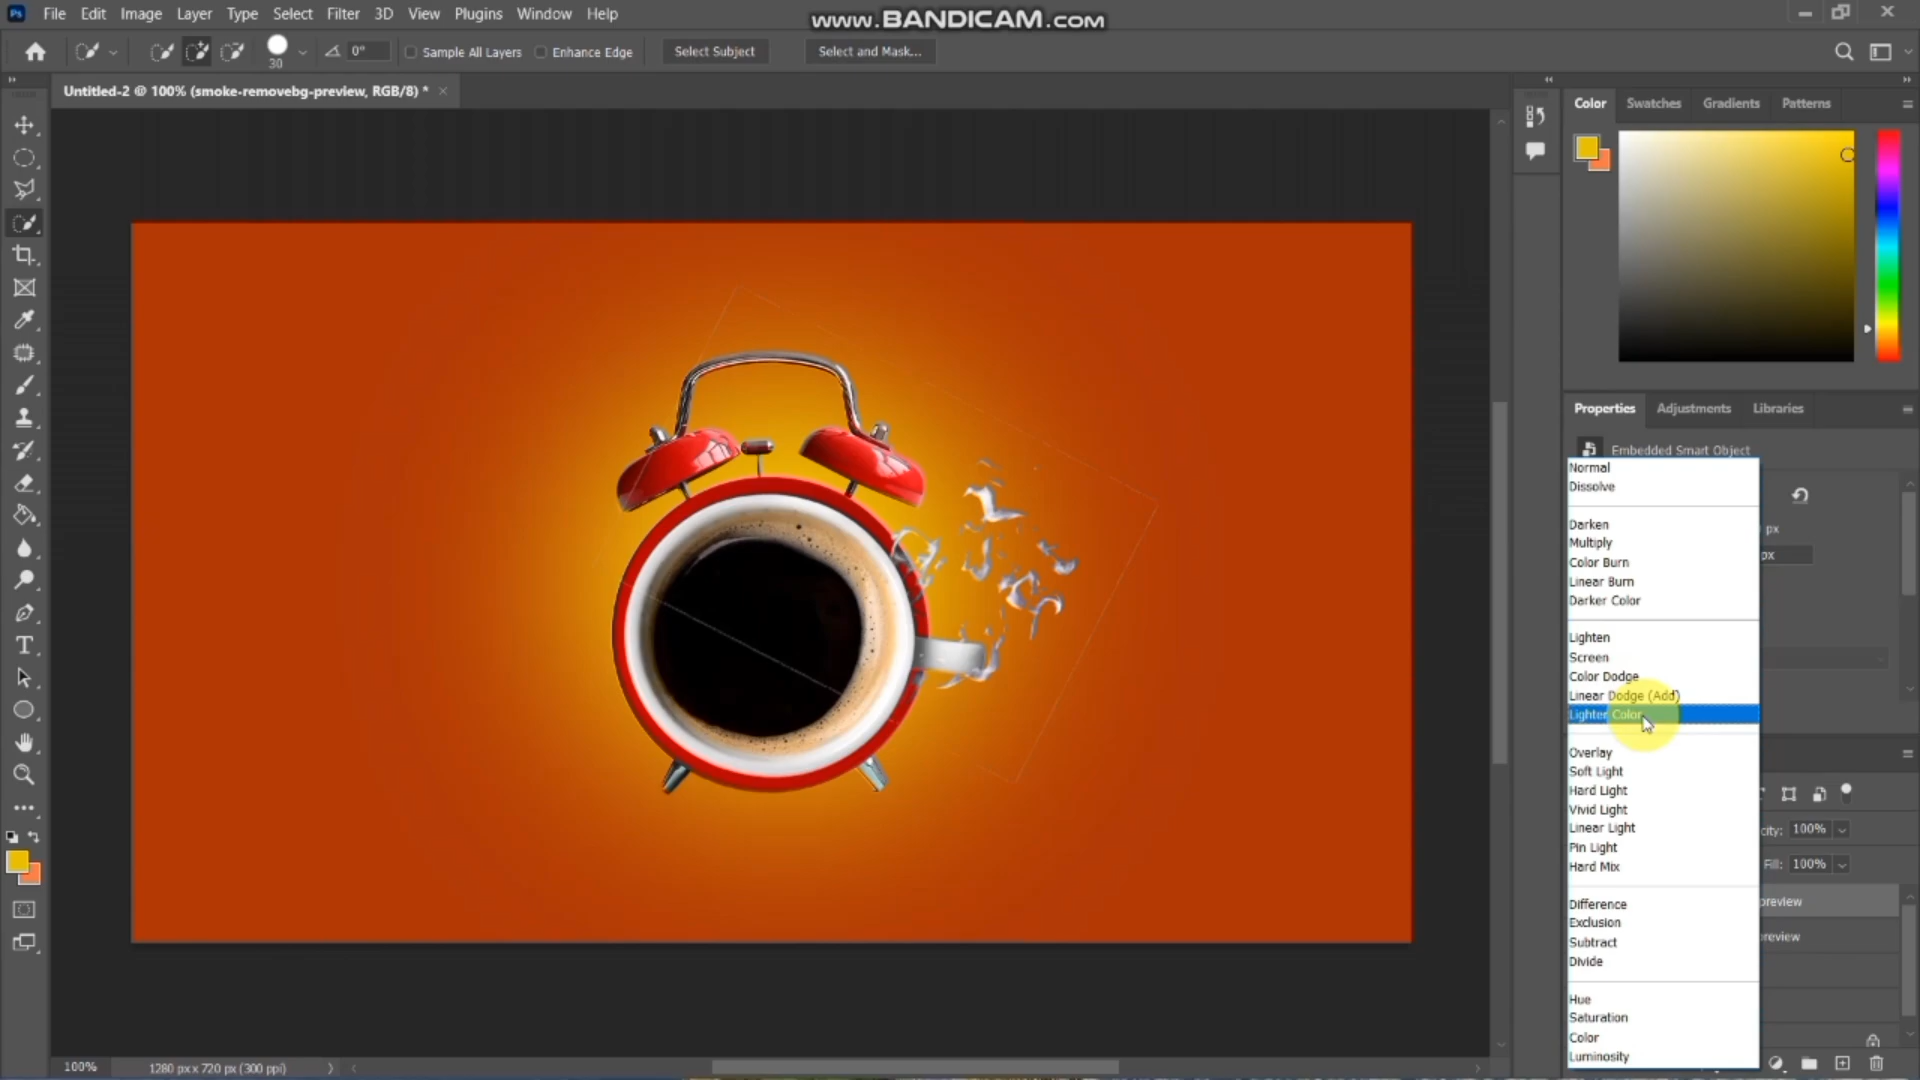 File Edit Image Layer Type Select Filter 3D View Plugins Window Help
www.BANDICAM.com
30
0°
Sample All Layers
Enhance Edge
Select Subject
Select and Mask...
Untitled-2 @ 100% (smoke-removebg-preview, RGB/8) *
Color Swatches Gradients Patterns
Properties Adjustments Libraries
Embedded Smart Object
px
px
Normal
Dissolve
Darken
Multiply
Color Burn
Linear Burn
Darker Color
Lighten
Screen
Color Dodge
Linear Dodge (Add)
Lighter Color
Overlay
Soft Light
Hard Light
Vivid Light
Linear Light
Pin Light
Hard Mix
Difference
Exclusion
Subtract
Divide
Hue
Saturation
Color
Luminosity
city: 100%
Fill: 100%
preview
preview
100%
1280 px x 720 px (300 ppi)